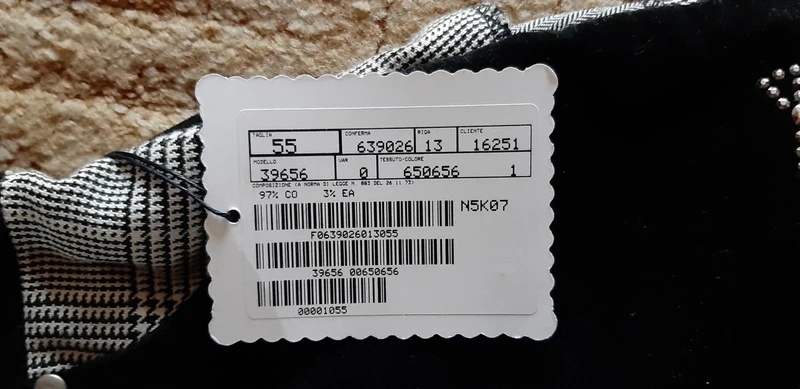 TAGLIA CONFERMA RIGA CLIENTE
55 639026 13 16251
MODELLO VAR TESSUTO-COLORE
39656 0 650656 1
COMPOSIZIONE (A NORMA DI LEGGE N. 883 DEL 26 11 73)
97% CO 3% EA
N5K07
F0639026013055
39656 00650656
00001055